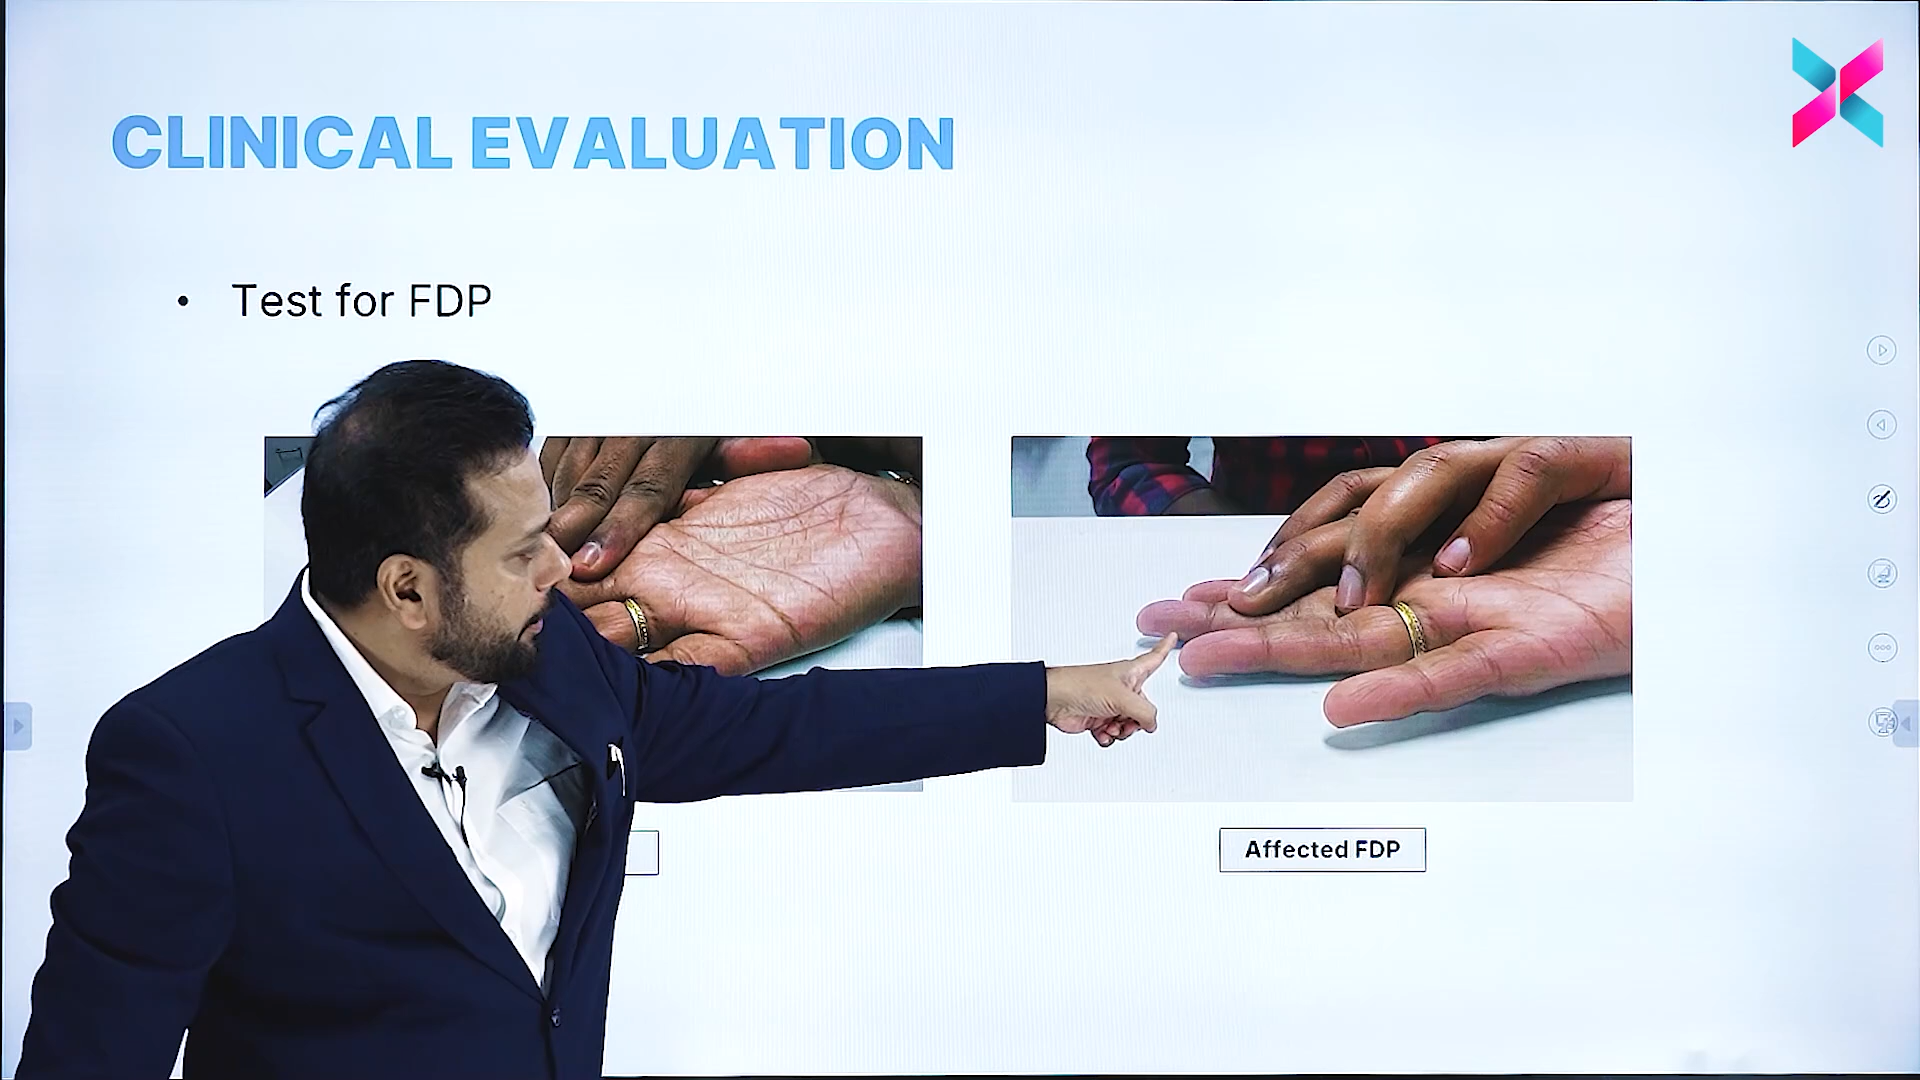 CLINICAL EVALUATION
• Test for FDP
Affected FDP